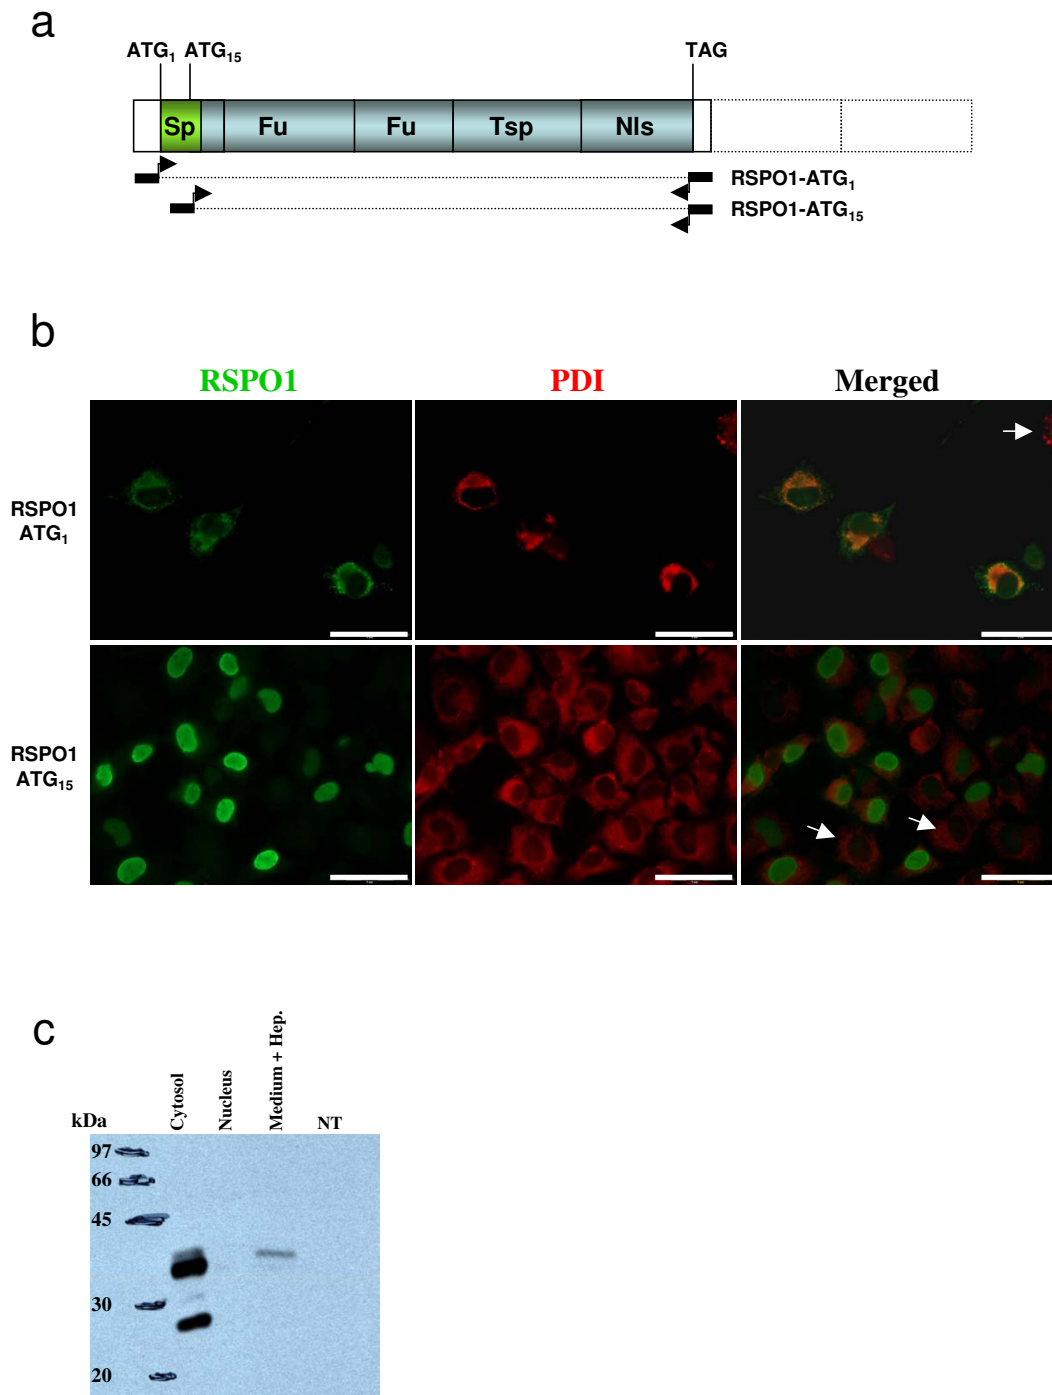 a
ATG1 ATG15 TAG
Sp Fu Fu Tsp Nls
RSPO1-ATG1
RSPO1-ATG15
b
RSPO1 PDI Merged
RSPO1
ATG1
RSPO1
ATG15
c
kDa Cytosol Nucleus Medium + Hep. NT
97
66
45
30
20